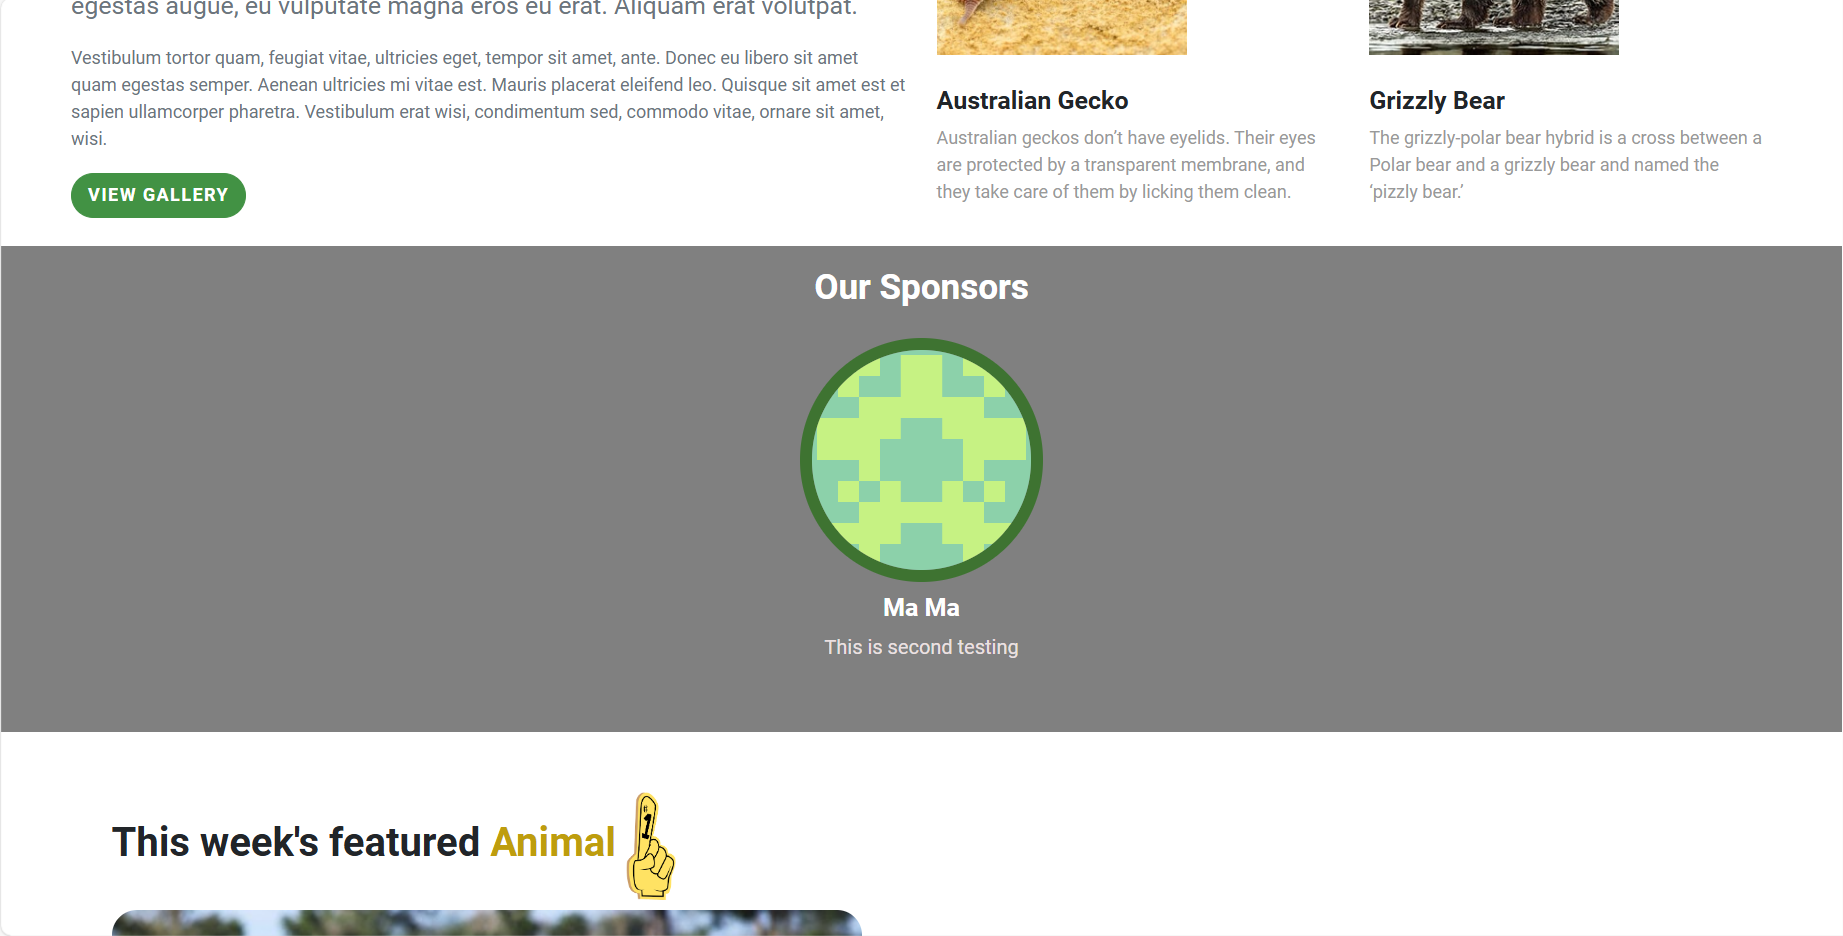 egestas augue, eu vulputate magna eros eu erat. Aliquam erat volutpat.
Vestibulum tortor quam, feugiat vitae, ultricies eget, tempor sit amet, ante. Donec eu libero sit amet
quam egestas semper. Aenean ultricies mi vitae est. Mauris placerat eleifend leo. Quisque sit amet est et
sapien ullamcorper pharetra. Vestibulum erat wisi, condimentum sed, commodo vitae, ornare sit amet,
wisi.
VIEW GALLERY
Australian Gecko
Australian geckos don’t have eyelids. Their eyes
are protected by a transparent membrane, and
they take care of them by licking them clean.
Grizzly Bear
The grizzly-polar bear hybrid is a cross between a
Polar bear and a grizzly bear and named the
‘pizzly bear.’
Our Sponsors
Ma Ma
This is second testing
This week's featured Animal
#1